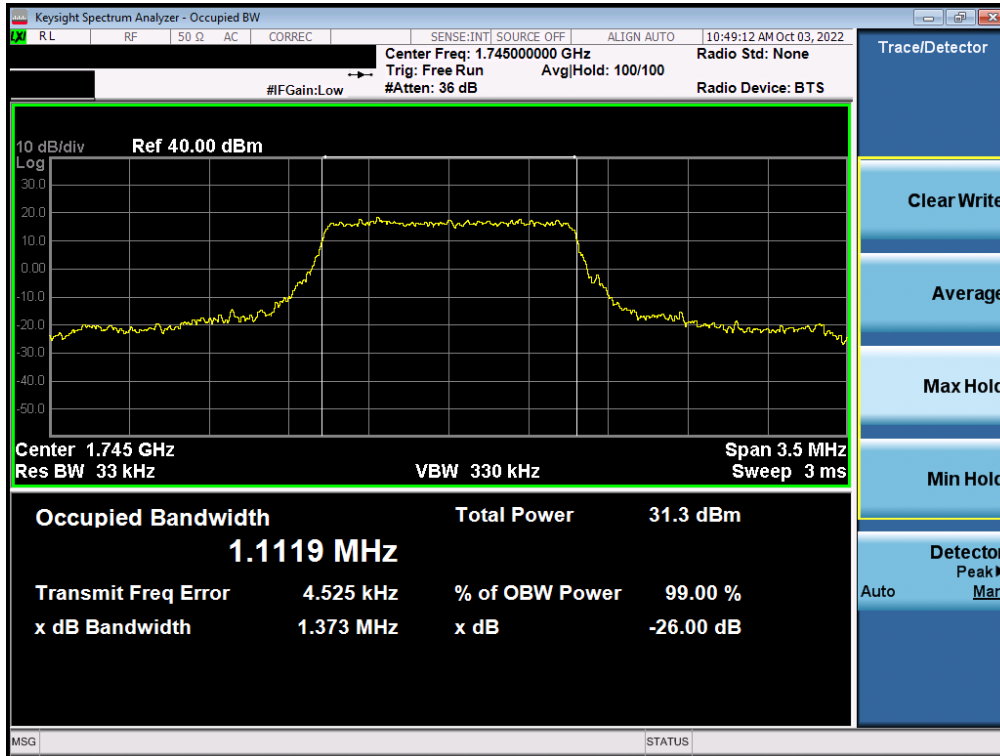 Keysight Spectrum Analyzer - Occupied BW
LXI RL RF 50 Ω AC CORREC SENSE:INT SOURCE OFF ALIGN AUTO 10:49:12 AM Oct 03, 2022
Center Freq: 1.745000000 GHz Radio Std: None
Trig: Free Run Avg|Hold: 100/100
#IFGain:Low #Atten: 36 dB Radio Device: BTS
10 dB/div Ref 40.00 dBm
Log
30.0
20.0
10.0
0.00
-10.0
-20.0
-30.0
-40.0
-50.0
Center 1.745 GHz Span 3.5 MHz
Res BW 33 kHz VBW 330 kHz Sweep 3 ms
Occupied Bandwidth Total Power 31.3 dBm
1.1119 MHz
Transmit Freq Error 4.525 kHz % of OBW Power 99.00 %
x dB Bandwidth 1.373 MHz x dB -26.00 dB
MSG STATUS
Trace/Detector
Clear Write
Average
Max Hold
Min Hold
Detector
Peak
Auto Man